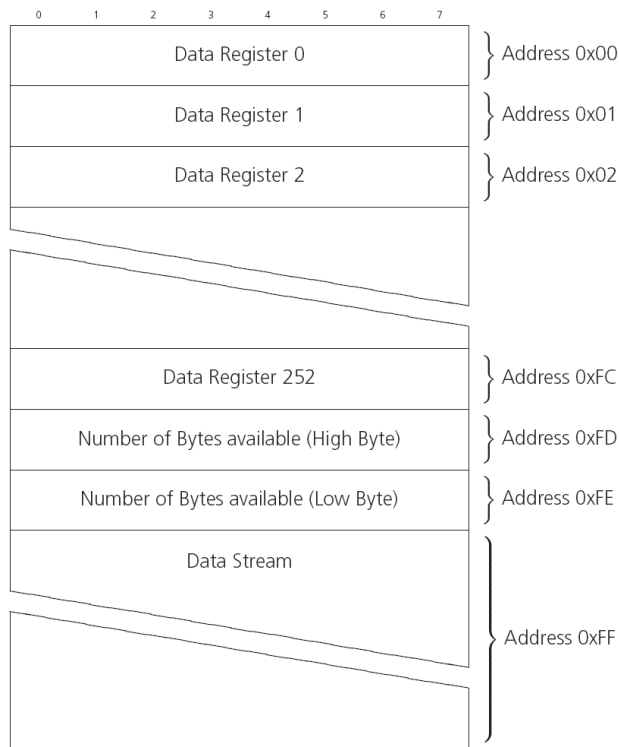 0 1 2 3 4 5 6 7
Data Register 0 Address 0x00
Data Register 1 Address 0x01
Data Register 2 Address 0x02
Data Register 252 Address 0xFC
Number of Bytes available (High Byte) Address 0xFD
Number of Bytes available (Low Byte) Address 0xFE
Data Stream
Address 0xFF